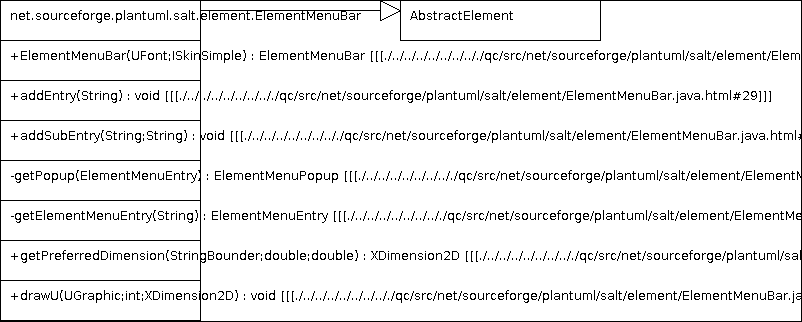 net.sourceforge.plantuml.salt.element.ElementMenuBar
AbstractElement
+ElementMenuBar(UFont;ISkinSimple) : ElementMenuBar [[[./../../../../../../../../qc/src/net/sourceforge/plantuml/salt/element/Elem
+addEntry(String) : void [[[./../../../../../../../../qc/src/net/sourceforge/plantuml/salt/element/ElementMenuBar.java.html#29]]]
+addSubEntry(String;String) : void [[[./../../../../../../../../qc/src/net/sourceforge/plantuml/salt/element/ElementMenuBar.java.html#
-getPopup(ElementMenuEntry) : ElementMenuPopup [[[./../../../../../../../../qc/src/net/sourceforge/plantuml/salt/element/ElementM
-getElementMenuEntry(String) : ElementMenuEntry [[[./../../../../../../../../qc/src/net/sourceforge/plantuml/salt/element/ElementMe
+getPreferredDimension(StringBounder;double;double) : XDimension2D [[[./../../../../../../../../qc/src/net/sourceforge/plantuml/sal
+drawU(UGraphic;int;XDimension2D) : void [[[./../../../../../../../../qc/src/net/sourceforge/plantuml/salt/element/ElementMenuBar.ja